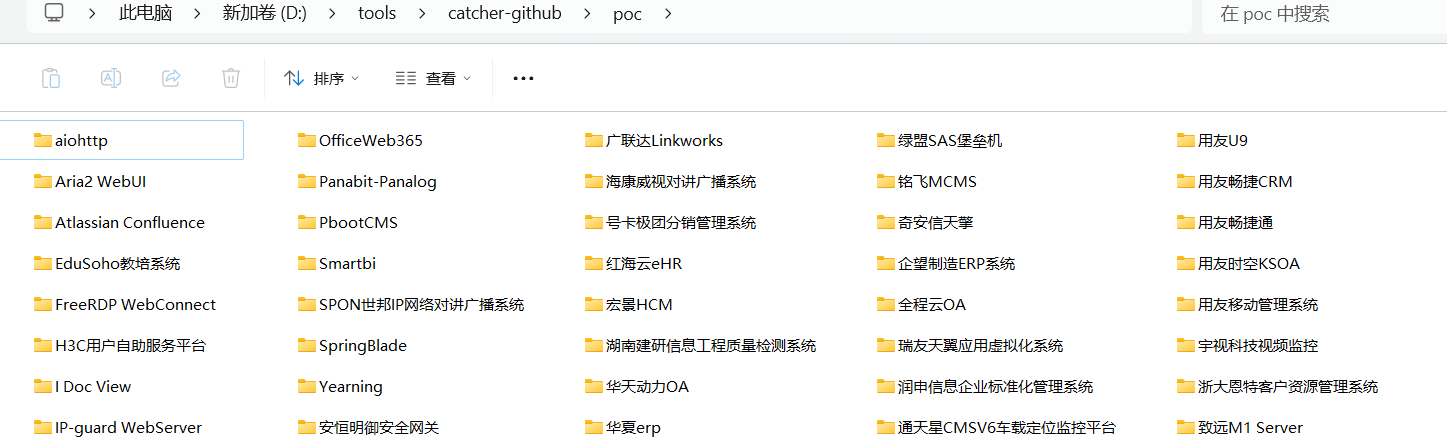 此电脑 > 新加卷 (D:) > tools > catcher-github > poc >
在 poc 中搜索
排序 查看
aiohttp
Aria2 WebUI
Atlassian Confluence
EduSoho教培系统
FreeRDP WebConnect
H3C用户自助服务平台
I Doc View
IP-guard WebServer
OfficeWeb365
Panabit-Panalog
PbootCMS
Smartbi
SPON世邦IP网络对讲广播系统
SpringBlade
Yearning
安恒明御安全网关
广联达Linkworks
海康威视对讲广播系统
号卡极团分销管理系统
红海云eHR
宏景HCM
湖南建研信息工程质量检测系统
华天动力OA
华夏erp
绿盟SAS堡垒机
铭飞MCMS
奇安信天擎
企望制造ERP系统
全程云OA
瑞友天翼应用虚拟化系统
润申信息企业标准化管理系统
通天星CMSV6车载定位监控平台
用友U9
用友畅捷CRM
用友畅捷通
用友时空KSOA
用友移动管理系统
宇视科技视频监控
浙大恩特客户资源管理系统
致远M1 Server